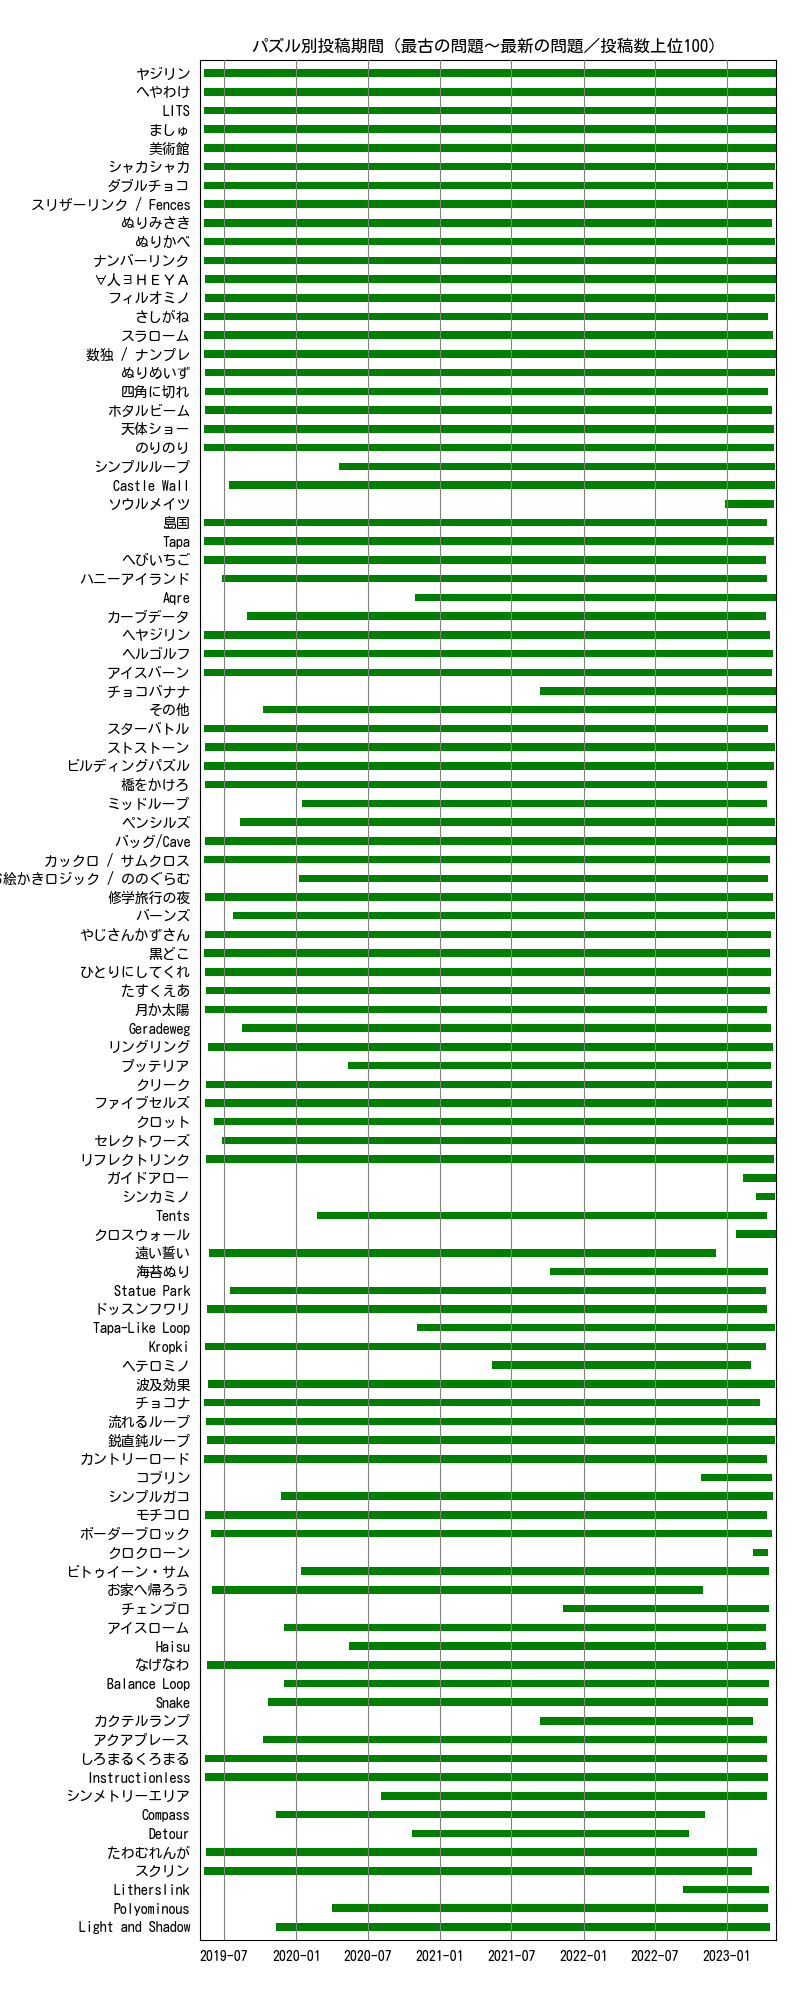 パズル別投稿期間（最古の問題～最新の問題／投稿数上位100）
ヤジリン
へやわけ
LITS
ましゅ
美術館
シャカシャカ
ダブルチョコ
スリザーリンク / Fences
ぬりみさき
ぬりかべ
ナンバーリンク
∀人∃ＨＥＹＡ
フィルオミノ
さしがね
スラローム
数独 / ナンプレ
ぬりめいず
四角に切れ
ホタルビーム
天体ショー
のりのり
シンプルループ
Castle Wall
ソウルメイツ
島国
Tapa
へびいちご
ハニーアイランド
Aqre
カーブデータ
ヘヤジリン
ヘルゴルフ
アイスバーン
チョコバナナ
その他
スターバトル
ストストーン
ビルディングパズル
橋をかけろ
ミッドループ
ペンシルズ
バッグ/Cave
カックロ / サムクロス
絵かきロジック / ののぐらむ
修学旅行の夜
バーンズ
やじさんかずさん
黒どこ
ひとりにしてくれ
たすくえあ
月か太陽
Geradeweg
リングリング
プッテリア
クリーク
ファイブセルズ
クロット
セレクトワーズ
リフレクトリンク
ガイドアロー
シンカミノ
Tents
クロスウォール
遠い誓い
海苔ぬり
Statue Park
ドッスンフワリ
Tapa-Like Loop
Kropki
ヘテロミノ
波及効果
チョコナ
流れるループ
鋭直鈍ループ
カントリーロード
コブリン
シンプルガコ
モチコロ
ボーダーブロック
クロクローン
ビトゥイーン・サム
お家へ帰ろう
チェンブロ
アイスローム
Haisu
なげなわ
Balance Loop
Snake
カクテルランプ
アクアプレース
しろまるくろまる
Instructionless
シンメトリーエリア
Compass
Detour
たわむれんが
スクリン
Litherslink
Polyominous
Light and Shadow
2019-07 2020-01 2020-07 2021-01 2021-07 2022-01 2022-07 2023-01